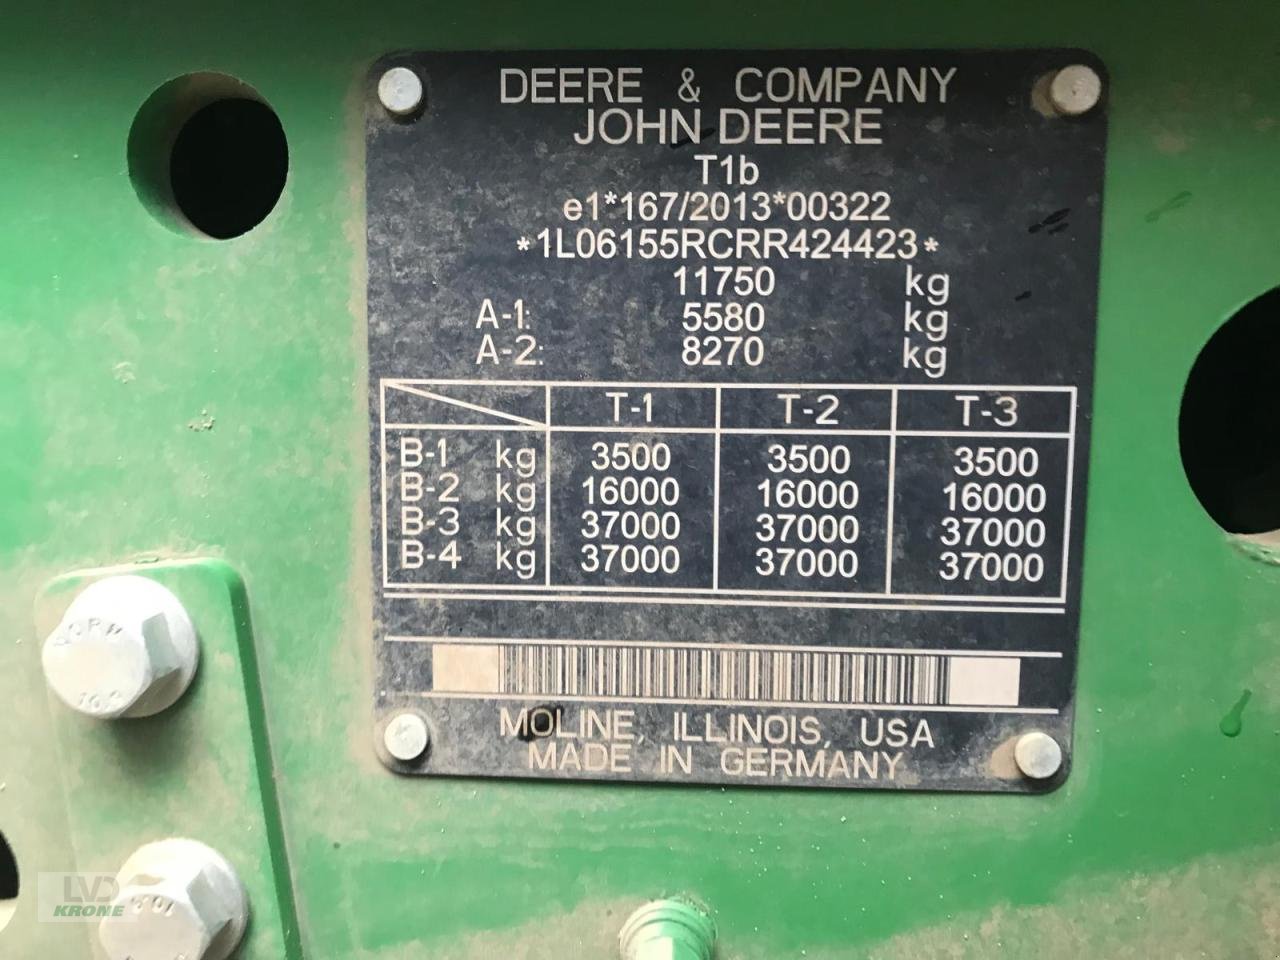 DEERE & COMPANY
JOHN DEERE
T1b
e1*167/2013*00322
*1L06155RCRR424423*
11750 kg
A-1: 5580 kg
A-2: 8270 kg
T-1 T-2 T-3
B-1 kg 3500 3500 3500
B-2 kg 16000 16000 16000
B-3 kg 37000 37000 37000
B-4 kg 37000 37000 37000
MOLINE, ILLINOIS, USA
MADE IN GERMANY
10.9
LVD
KRONE